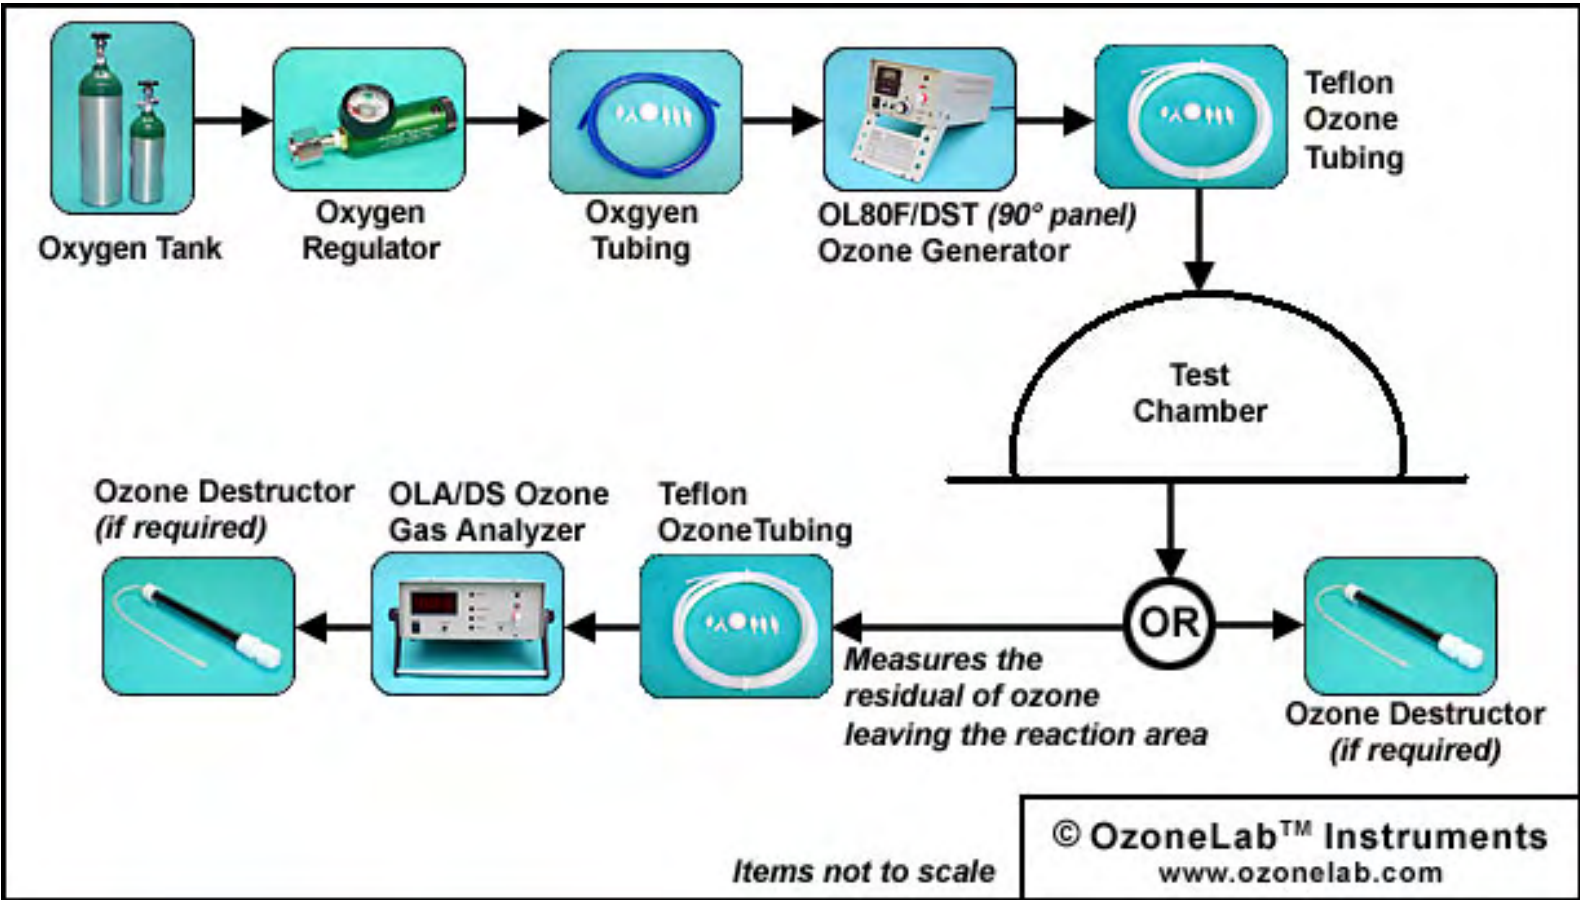 Oxygen Tank
Oxygen
Regulator
Oxgyen
Tubing
OL80F/DST (90° panel)
Ozone Generator
Teflon
Ozone
Tubing
Test
Chamber
OR
Ozone Destructor
(if required)
Measures the
residual of ozone
leaving the reaction area
Teflon
OzoneTubing
OLA/DS Ozone
Gas Analyzer
Ozone Destructor
(if required)
Items not to scale
© OzoneLab™ Instruments
www.ozonelab.com